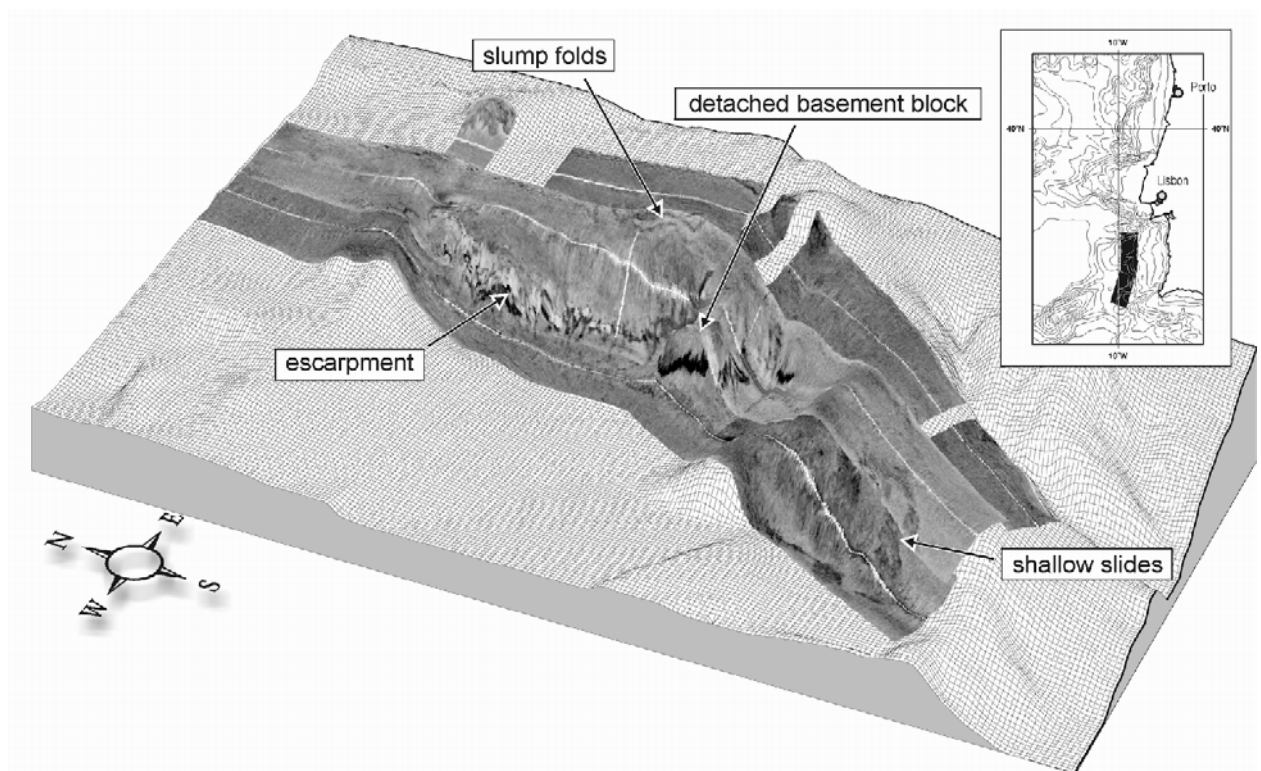 slump folds
detached basement block
10°W
Porto
40°N 40°N
Lisbon
10°W
escarpment
shallow slides
N E
W S